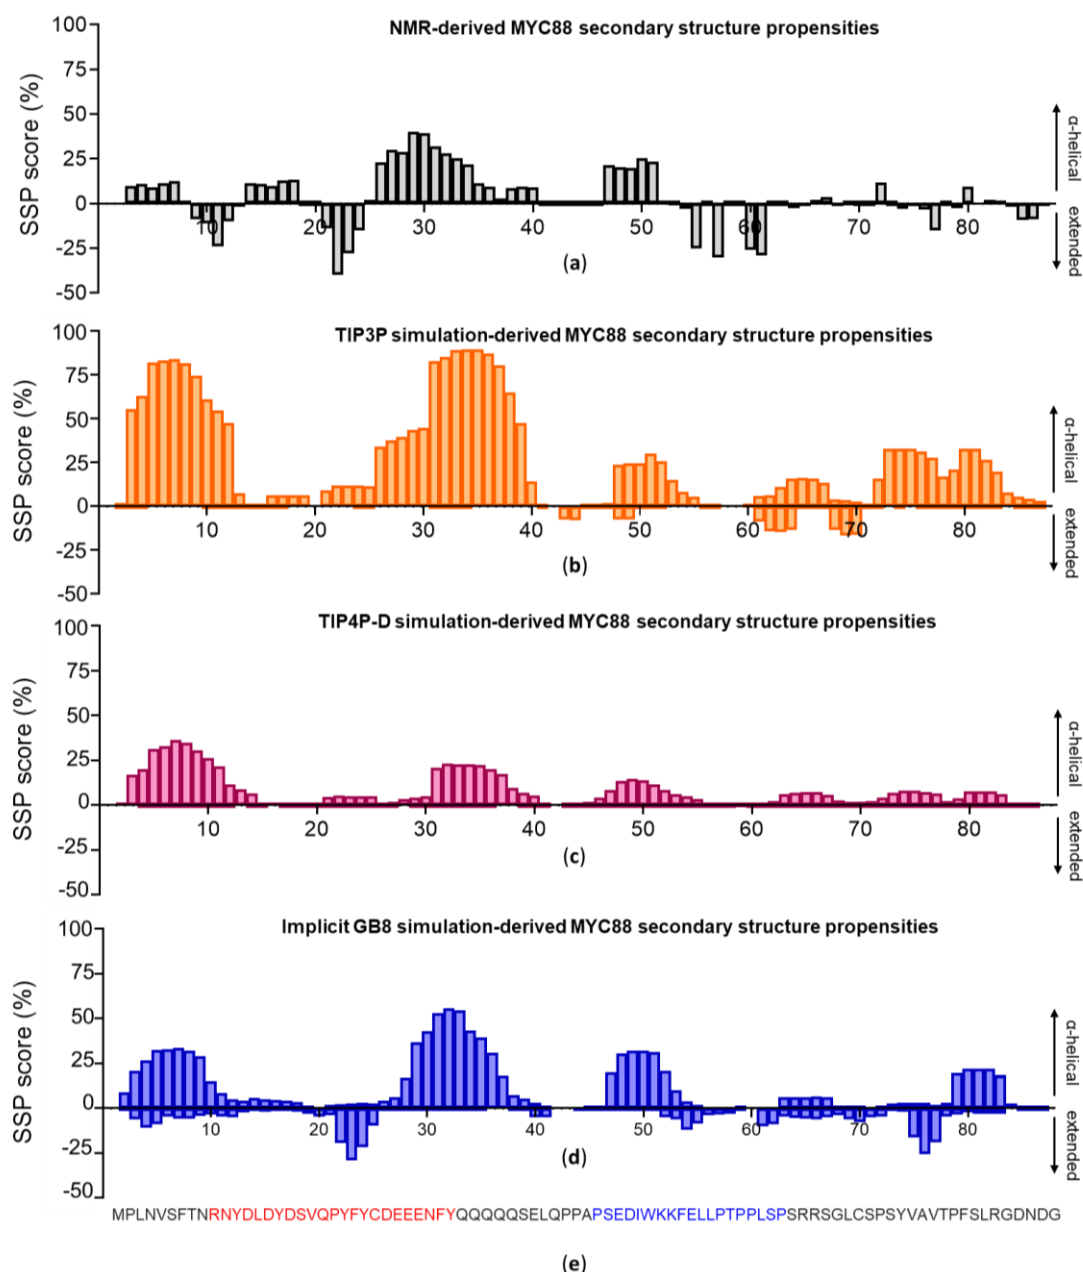 NMR-derived MYC88 secondary structure propensities
SSP score (%)
100
75
50
25
0
-25
-50
10 20 30 40 50 60 70 80
α-helical
extended
(a)
TIP3P simulation-derived MYC88 secondary structure propensities
SSP score (%)
100
75
50
25
0
-25
-50
10 20 30 40 50 60 70 80
α-helical
extended
(b)
TIP4P-D simulation-derived MYC88 secondary structure propensities
SSP score (%)
100
75
50
25
0
-25
-50
10 20 30 40 50 60 70 80
α-helical
extended
(c)
Implicit GB8 simulation-derived MYC88 secondary structure propensities
SSP score (%)
100
75
50
25
0
-25
-50
10 20 30 40 50 60 70 80
α-helical
extended
(d)
MPLNVSFTNRNYDLDYDSVQPYFYCDEEENFYQQQQQSELQPPAPSEDIWKKFELLPTPPLSPSRRSGLCSPSYVAVTPFSLRGDNDG
(e)